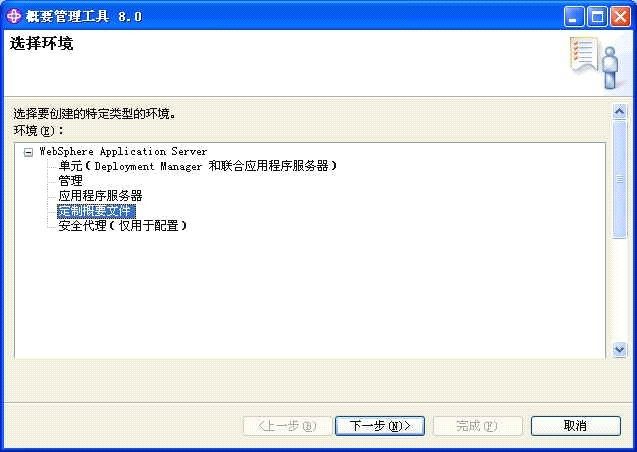 概要管理工具 8.0
选择环境
选择要创建的特定类型的环境。
环境(E)：
WebSphere Application Server
单元（Deployment Manager 和联合应用程序服务器）
管理
应用程序服务器
定制概要文件
安全代理（仅用于配置）
<上一步(B) 下一步(N)> 完成(F) 取消